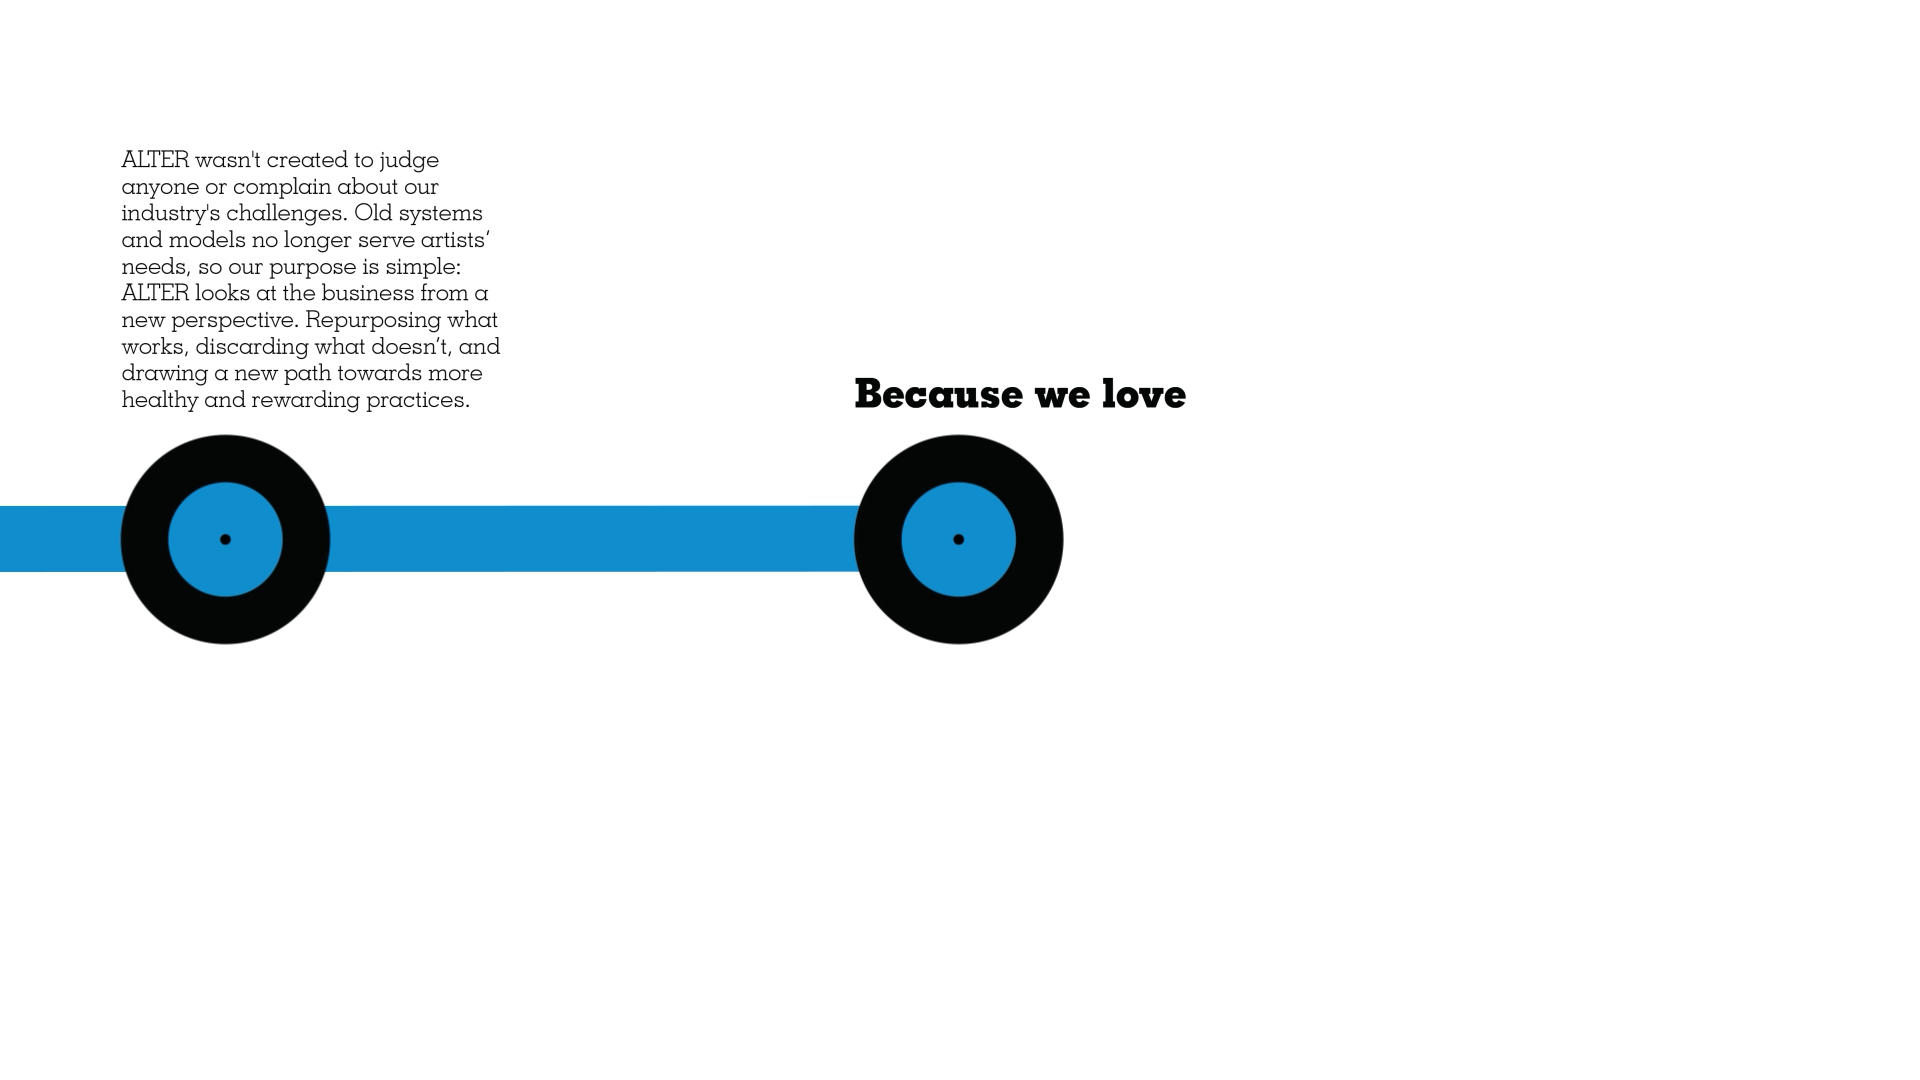 ALTER wasn't created to judge
anyone or complain about our
industry's challenges. Old systems
and models no longer serve artists’
needs, so our purpose is simple:
ALTER looks at the business from a
new perspective. Repurposing what
works, discarding what doesn’t, and
drawing a new path towards more
healthy and rewarding practices.
Because we love